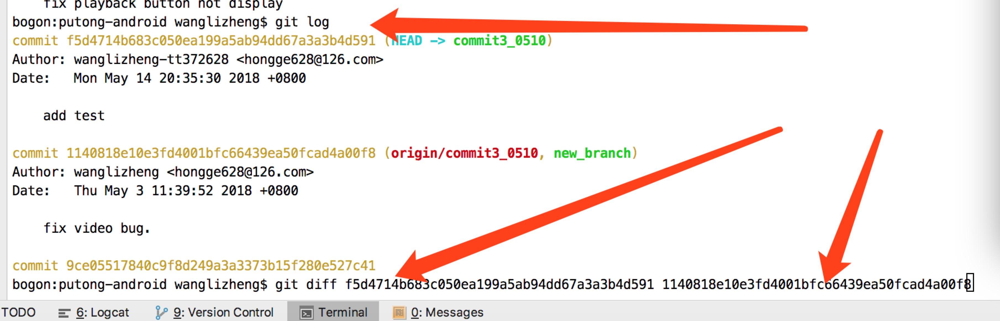 fix playback button not display
bogon:putong-android wanglizheng$ git log
commit f5d4714b683c050ea199a5ab94dd67a3a3b4d591 (HEAD -> commit3_0510)
Author: wanglizheng-tt372628 <hongge628@126.com>
Date:   Mon May 14 20:35:30 2018 +0800
add test
commit 1140818e10e3fd4001bfc66439ea50fcad4a00f8 (origin/commit3_0510, new_branch)
Author: wanglizheng <hongge628@126.com>
Date:   Thu May 3 11:39:52 2018 +0800
fix video bug.
commit 9ce05517840c9f8d249a3a3373b15f280e527c41
bogon:putong-android wanglizheng$ git diff f5d4714b683c050ea199a5ab94dd67a3a3b4d591 1140818e10e3fd4001bfc66439ea50fcad4a00f8
TODO 6: Logcat 9: Version Control Terminal 0: Messages